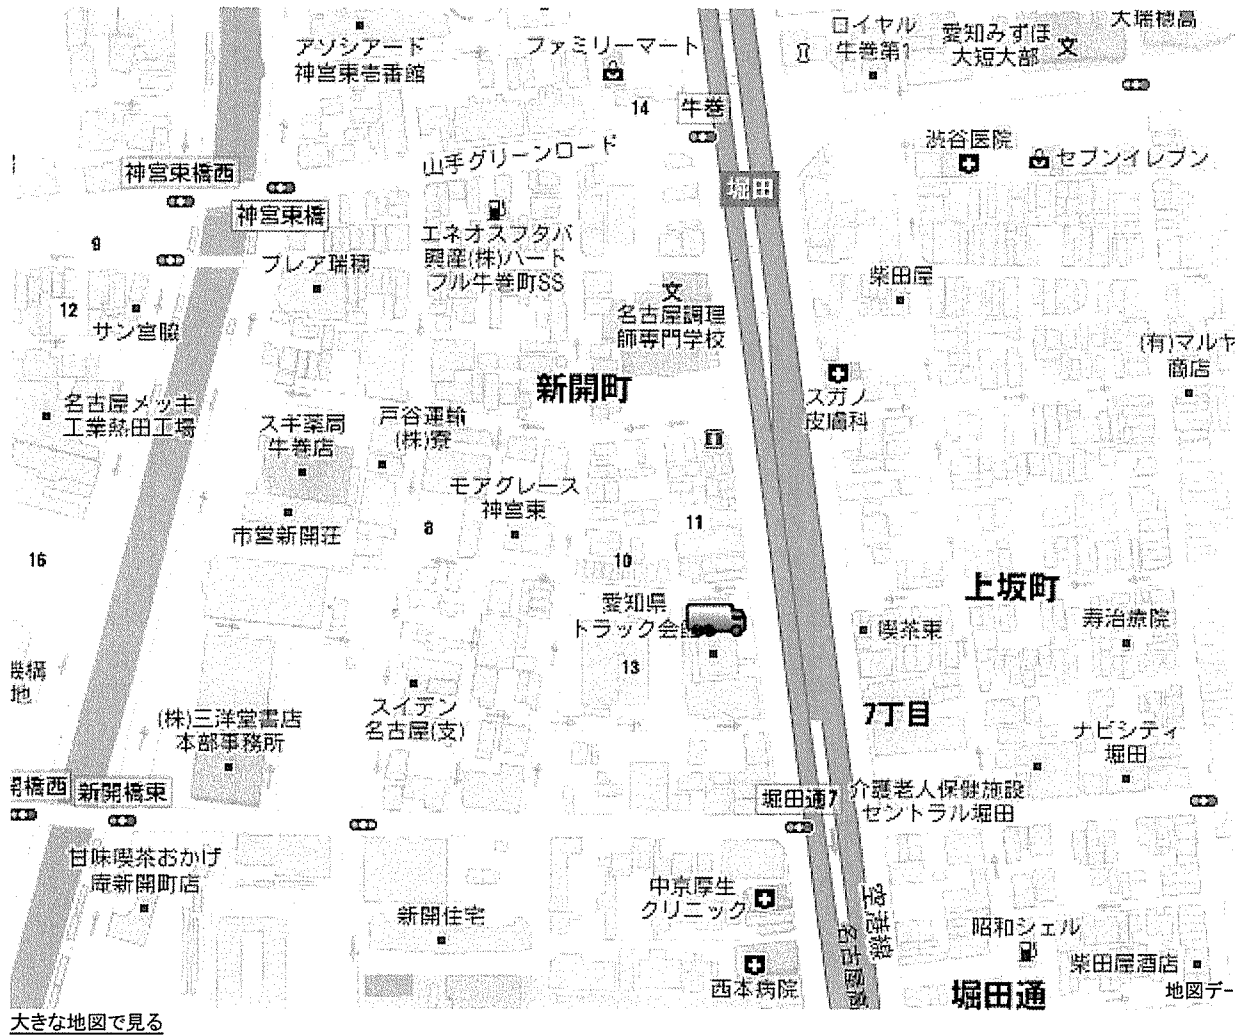 大瑞穂高
アソシアード
神宮東壱番館
ファミリーマート
ロイヤル
牛巻第1
愛知みずほ
大短大部
文
14
牛巻
渋谷医院
セブンイレブン
山手グリーンロード
神宮東橋西
堀田
神宮東橋
9
エネオスフタバ
興産(株)ハート
フル牛巻町SS
プレア瑞穂
柴田屋
文
名古屋調理
師専門学校
12
サン宮脇
(有)マルヤ
商店
新開町
スガノ
皮膚科
名古屋メッキ
工業熱田工場
スギ薬局
牛巻店
戸谷運輸
(株)寮
モアグレース
神宮東
市営新開荘
8
11
16
10
上坂町
愛知県
トラック会館
喫茶東
寿治療院
13
機構
地
スイデン
名古屋(支)
(株)三洋堂書店
本部事務所
7丁目
ナビシティ
堀田
開橋西
新開橋東
堀田通7
介護老人保健施設
セントラル堀田
甘味喫茶おかげ
庵新開町店
中京厚生
クリニック
新開住宅
空港線
名古屋
昭和シェル
西本病院
柴田屋酒店
堀田通
地図デー
大きな地図で見る